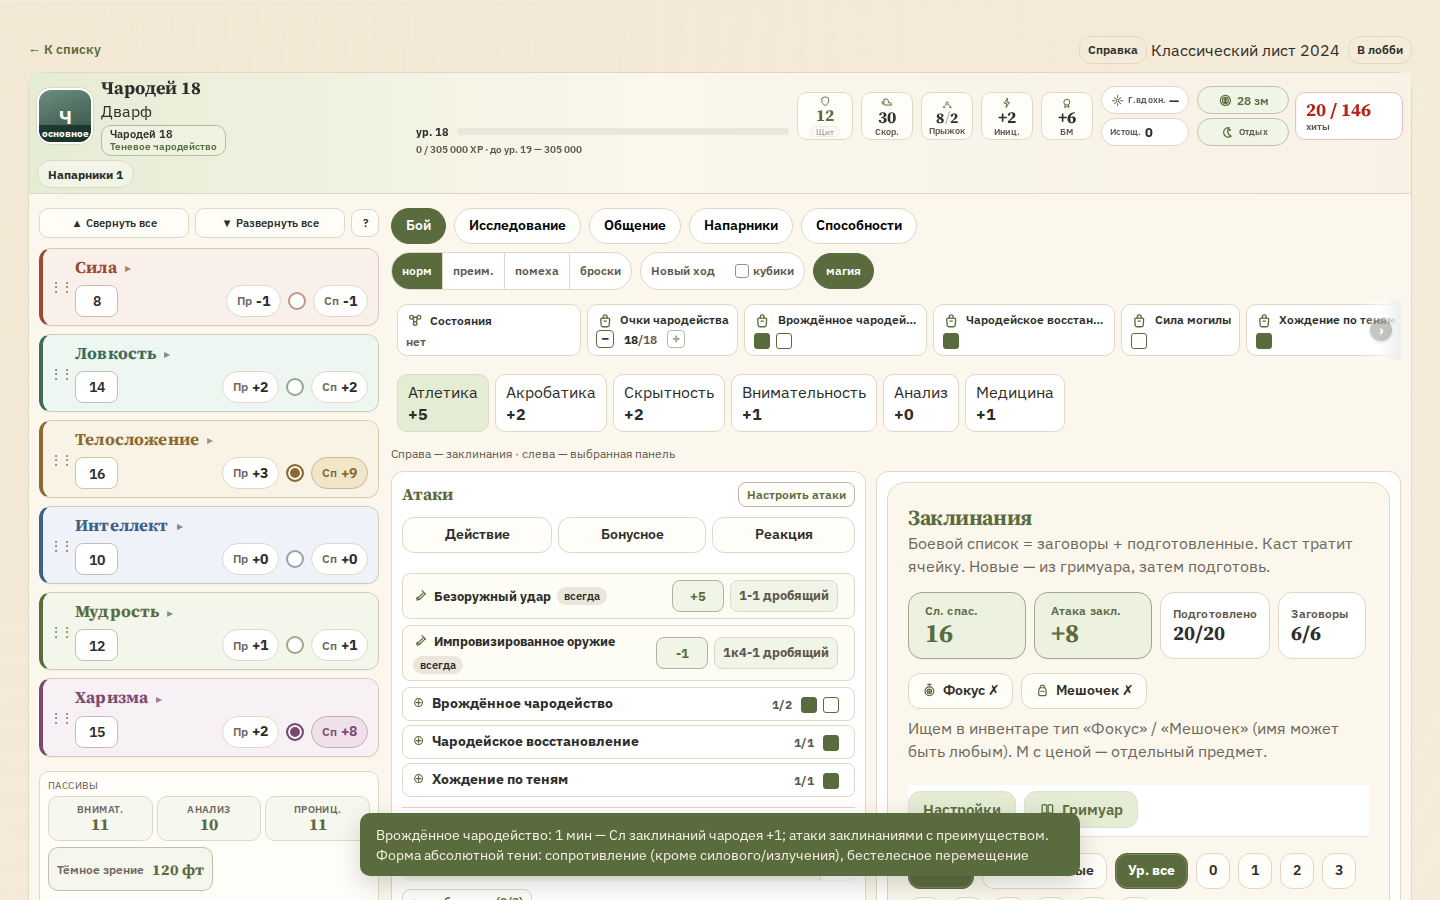 ← К списку
Справка Классический лист 2024 В лобби
Ч
основное
Чародей 18
Дварф
Чародей 18
Теневое чародейство
Напарники 1
ур. 18
0 / 305 000 XP · до ур. 19 — 305 000
12
Щит
30
Скор.
8/2
Прыжок
+2
Иниц.
+6
БМ
Г.вдохн. —
Истощ. 0
28 зм
Отдых
20 / 146
хиты
▲ Свернуть все
▼ Развернуть все
?
Сила ▸
8
Пр -1
Сп -1
Ловкость ▸
14
Пр +2
Сп +2
Телосложение ▸
16
Пр +3
Сп +9
Интеллект ▸
10
Пр +0
Сп +0
Мудрость ▸
12
Пр +1
Сп +1
Харизма ▸
15
Пр +2
Сп +8
ПАССИВЫ
ВНИМАТ.
11
АНАЛИЗ
10
ПРОНИЦ.
11
Тёмное зрение 120 фт
Бой
Исследование
Общение
Напарники
Способности
норм
преим.
помеха
броски
Новый ход
кубики
магия
Состояния
нет
Очки чародейства
− 18/18 +
Врождённое чародей...
Чародейское восстан...
Сила могилы
Хождение по теням
›
Атлетика
+5
Акробатика
+2
Скрытность
+2
Внимательность
+1
Анализ
+0
Медицина
+1
Справа — заклинания · слева — выбранная панель
Атаки
Настроить атаки
Действие
Бонусное
Реакция
Безоружный удар всегда
+5
1-1 дробящий
Импровизированное оружие
всегда
-1
1к4-1 дробящий
Врождённое чародейство 1/2
Чародейское восстановление 1/1
Хождение по теням 1/1
Заклинания
Боевой список = заговоры + подготовленные. Каст тратит
ячейку. Новые — из гримуара, затем подготовь.
Сл. спас.
16
Атака закл.
+8
Подготовлено
20/20
Заговоры
6/6
Фокус ✗
Мешочек ✗
Ищем в инвентаре тип «Фокус» / «Мешочек» (имя может
быть любым). М с ценой — отдельный предмет.
Настройки
Гримуар
ые
Ур. все
0
1
2
3
Врождённое чародейство: 1 мин — Сл заклинаний чародея +1; атаки заклинаниями с преимуществом.
Форма абсолютной тени: сопротивление (кроме силового/излучения), бестелесное перемещение